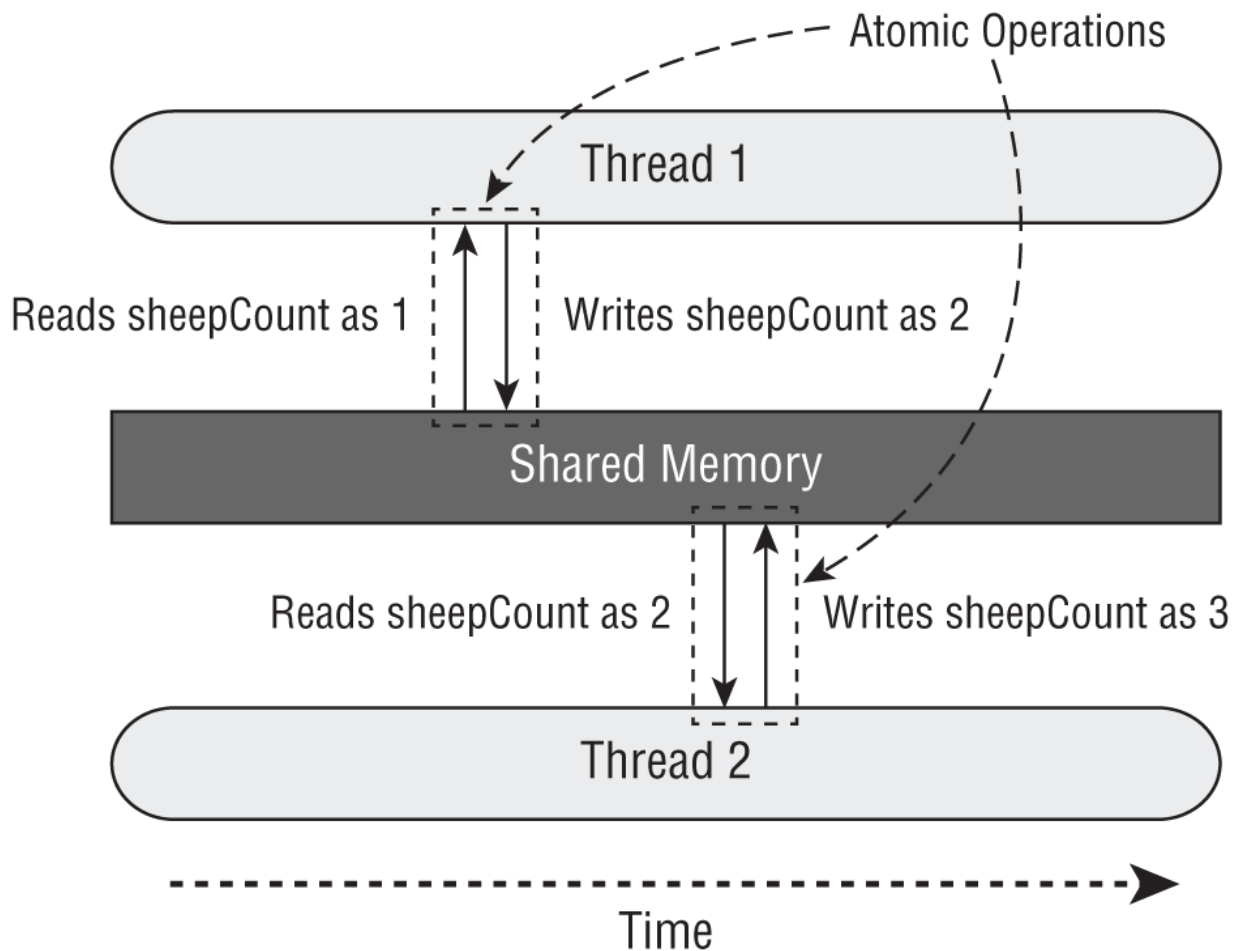 Atomic Operations
Thread 1
Reads sheepCount as 1
Writes sheepCount as 2
Shared Memory
Reads sheepCount as 2
Writes sheepCount as 3
Thread 2
Time